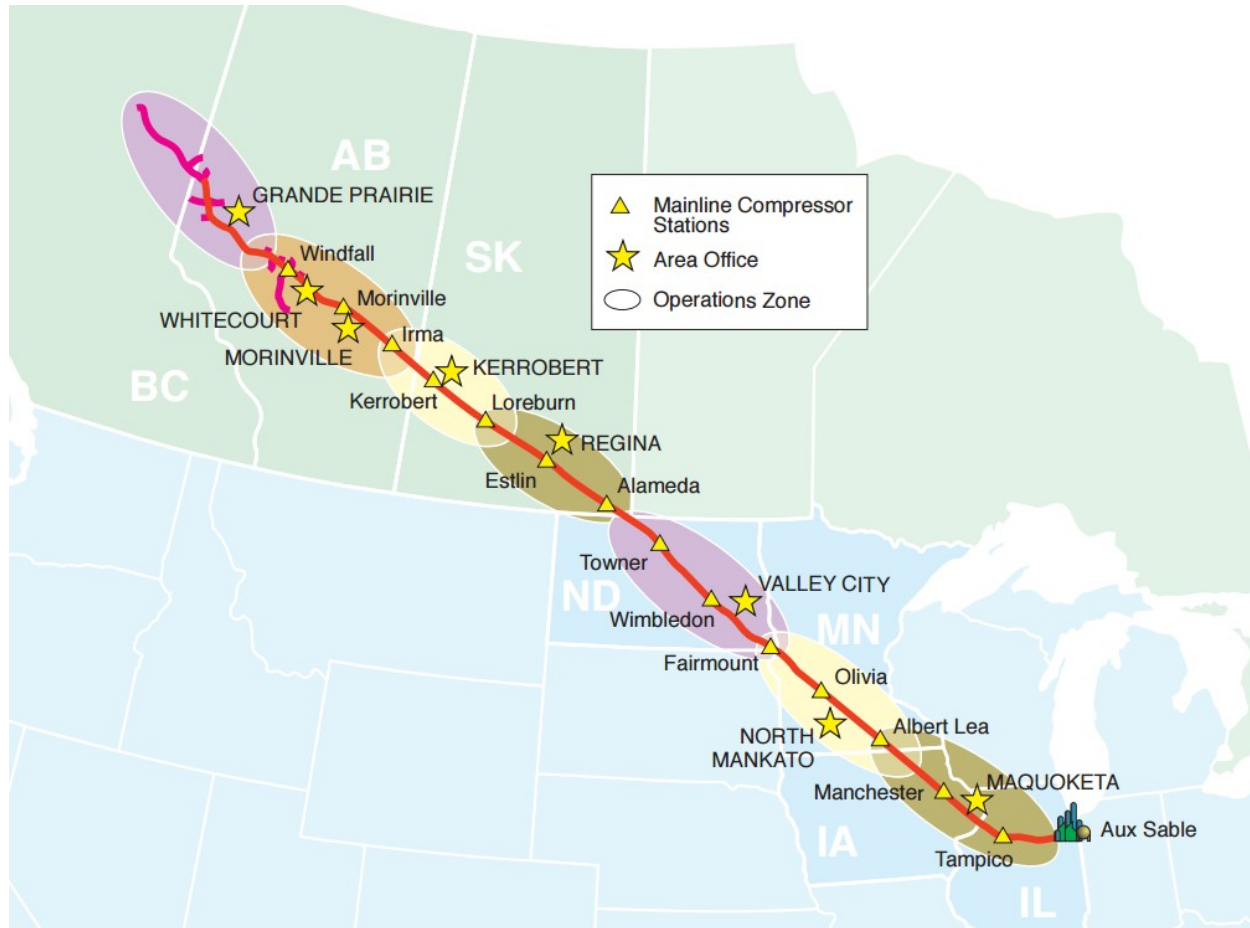 AB
GRANDE PRAIRIE
Mainline Compressor
Stations
Area Office
Operations Zone
SK
Windfall
WHITECOURT
Morinville
MORINVILLE
Irma
BC
KERROBERT
Kerrobert
Loreburn
REGINA
Estlin
Alameda
Towner
ND
VALLEY CITY
Wimbledon
MN
Fairmount
Olivia
NORTH
MANKATO
Albert Lea
Manchester
MAQUOKETA
Aux Sable
IA
Tampico
IL